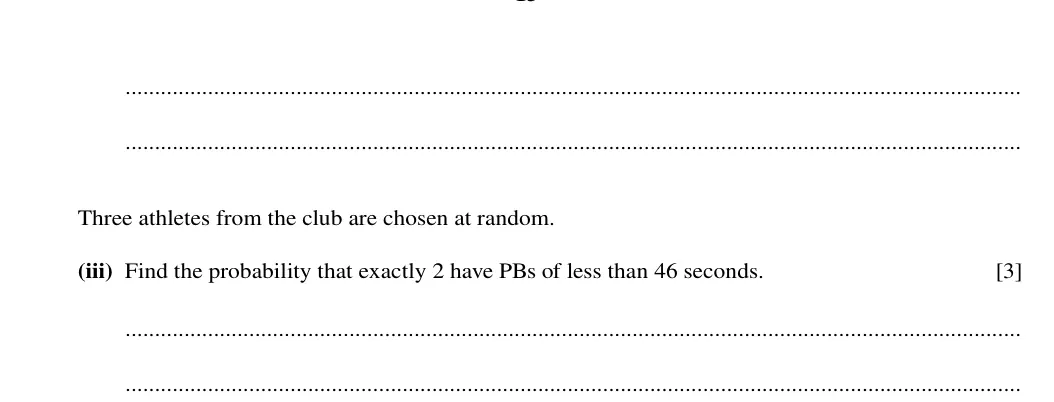 Three athletes from the club are chosen at random.
(iii) Find the probability that exactly 2 have PBs of less than 46 seconds. [3]